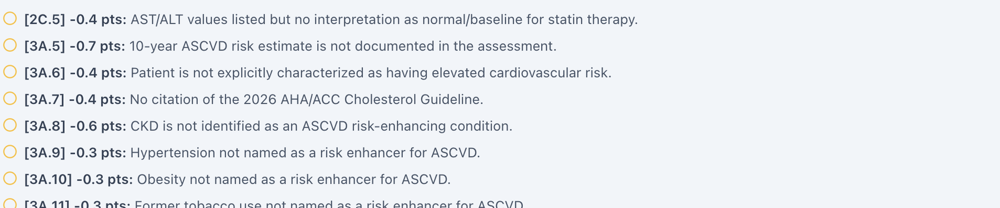 [2C.5] -0.4 pts: AST/ALT values listed but no interpretation as normal/baseline for statin therapy.
[3A.5] -0.7 pts: 10-year ASCVD risk estimate is not documented in the assessment.
[3A.6] -0.4 pts: Patient is not explicitly characterized as having elevated cardiovascular risk.
[3A.7] -0.4 pts: No citation of the 2026 AHA/ACC Cholesterol Guideline.
[3A.8] -0.6 pts: CKD is not identified as an ASCVD risk-enhancing condition.
[3A.9] -0.3 pts: Hypertension not named as a risk enhancer for ASCVD.
[3A.10] -0.3 pts: Obesity not named as a risk enhancer for ASCVD.
[3A.11] -0.3 pts: Former tobacco use not named as a risk enhancer for ASCVD.